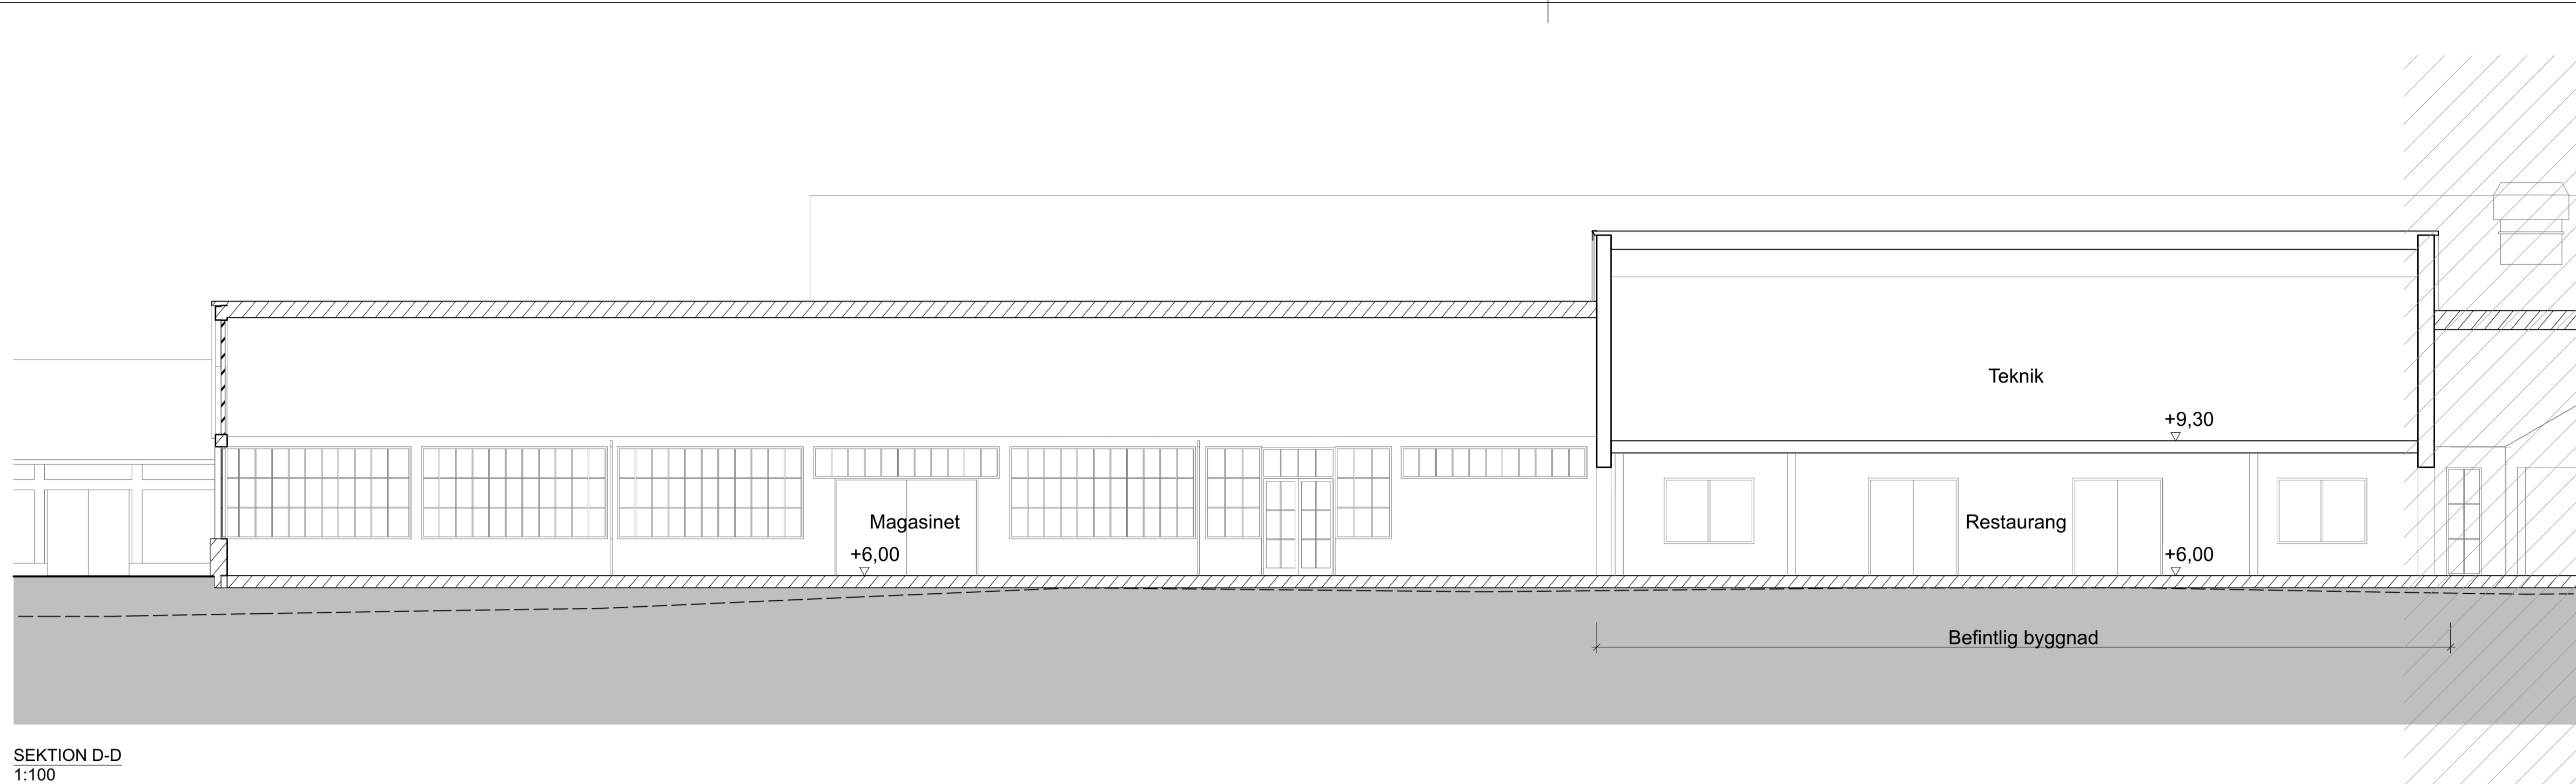 Teknik
+9,30
Magasinet
+6,00
Restaurang
+6,00
Befintlig byggnad
SEKTION D-D
1:100